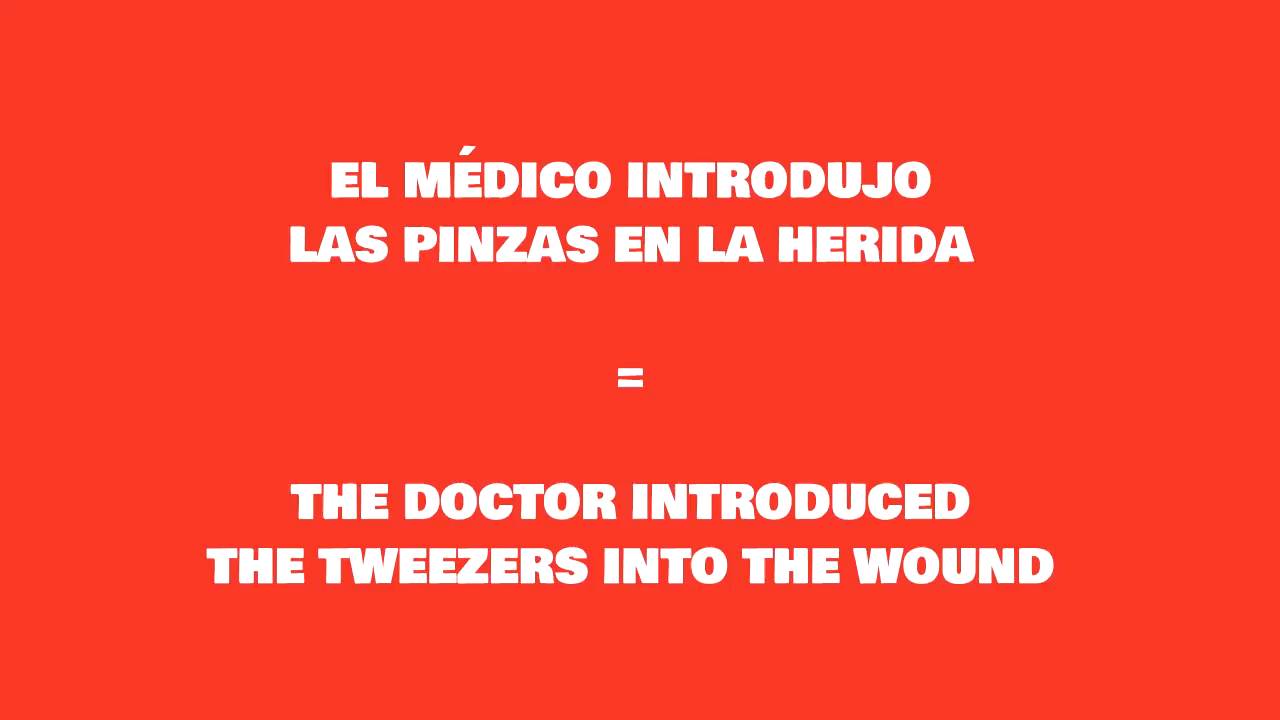 EL MÉDICO INTRODUJO
LAS PINZAS EN LA HERIDA
=
THE DOCTOR INTRODUCED
THE TWEEZERS INTO THE WOUND